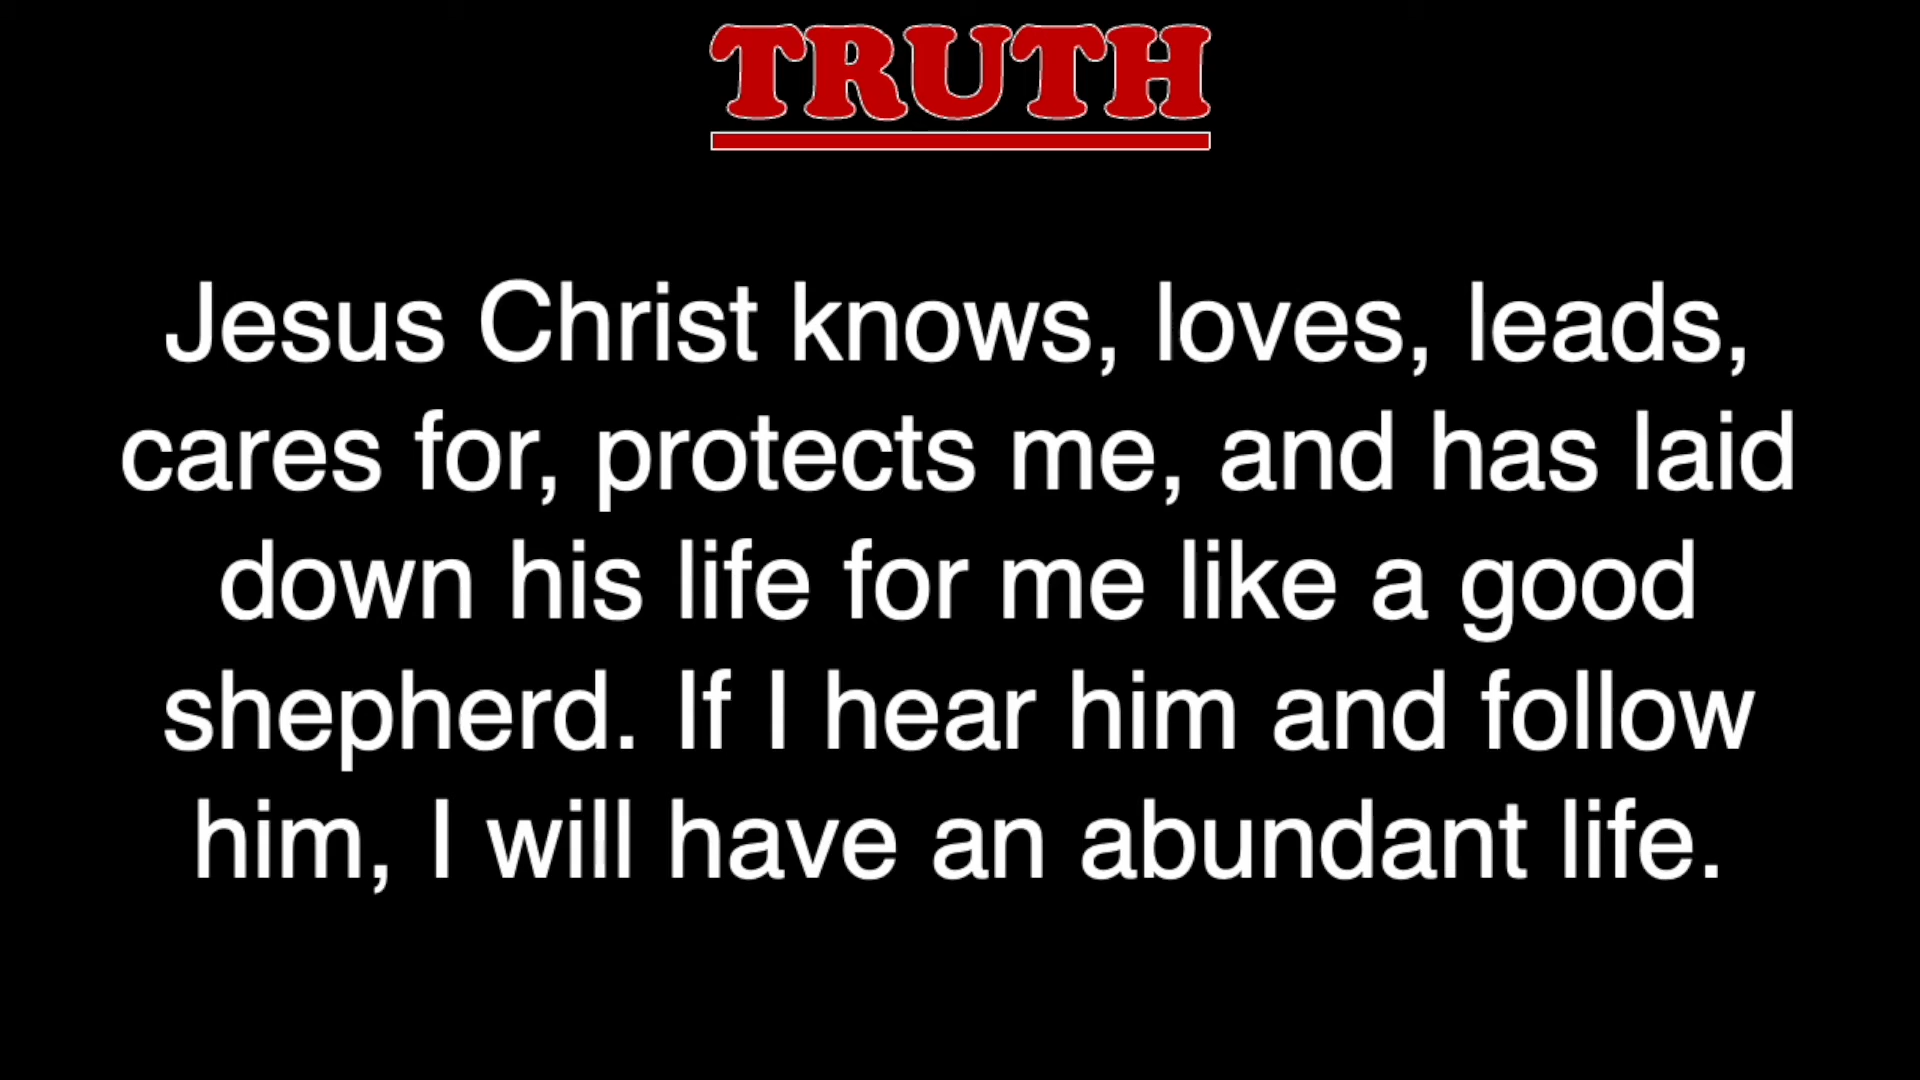 TRUTH
Jesus Christ knows, loves, leads,
cares for, protects me, and has laid
down his life for me like a good
shepherd. If I hear him and follow
him, I will have an abundant life.